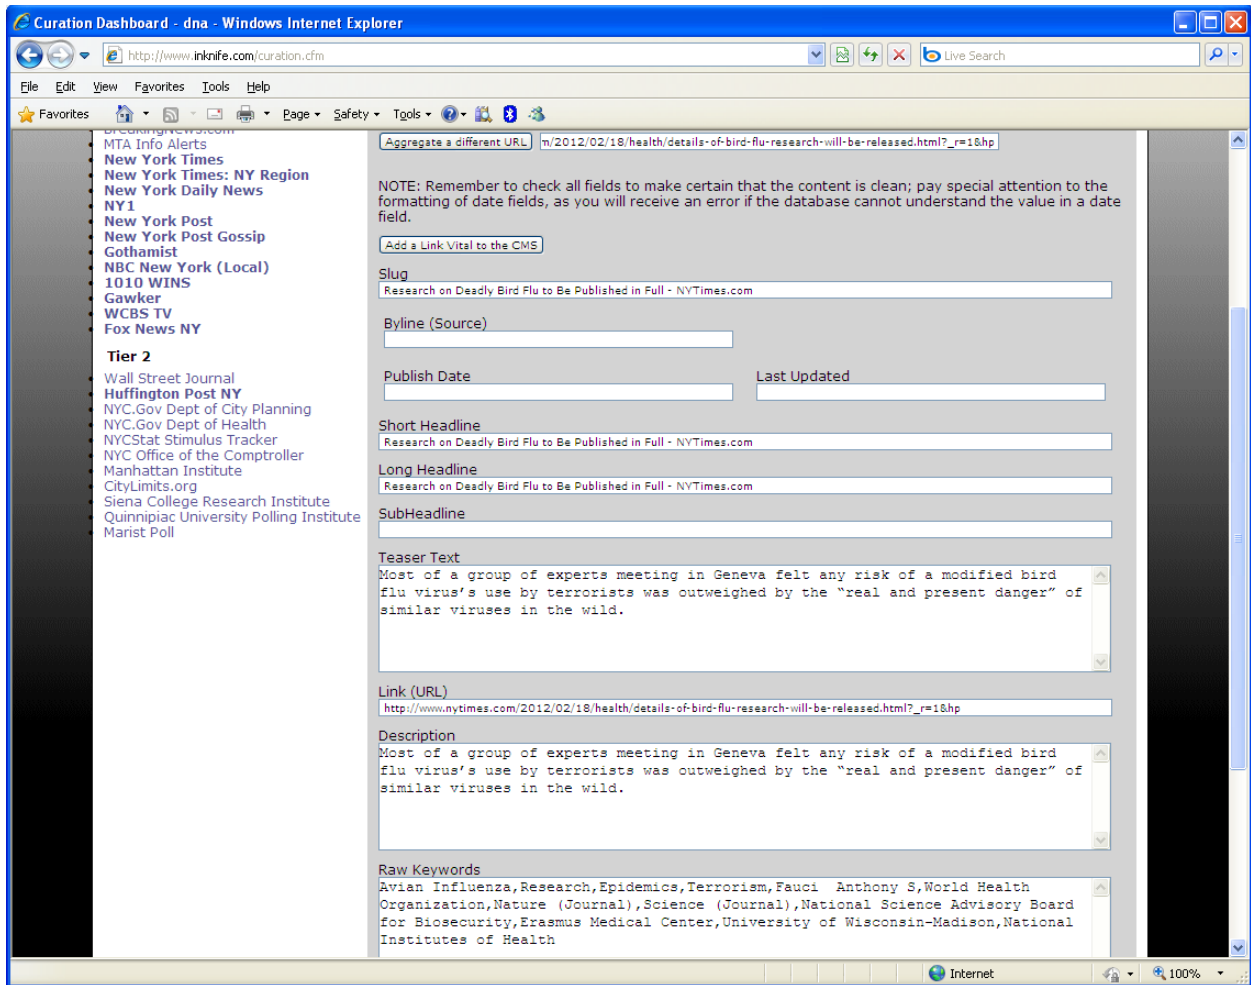 Curation Dashboard - dna - Windows Internet Explorer
http://www.inknife.com/curation.cfm
Live Search
File Edit View Favorites Tools Help
Favorites
Page Safety Tools
BreakingNews.com
MTA Info Alerts
New York Times
New York Times: NY Region
New York Daily News
NY1
New York Post
New York Post Gossip
Gothamist
NBC New York (Local)
1010 WINS
Gawker
WCBS TV
Fox News NY
Tier 2
Wall Street Journal
Huffington Post NY
NYC.Gov Dept of City Planning
NYC.Gov Dept of Health
NYCStat Stimulus Tracker
NYC Office of the Comptroller
Manhattan Institute
CityLimits.org
Siena College Research Institute
Quinnipiac University Polling Institute
Marist Poll
Aggregate a different URL n/2012/02/18/health/details-of-bird-flu-research-will-be-released.html?_r=1&hp
NOTE: Remember to check all fields to make certain that the content is clean; pay special attention to the
formatting of date fields, as you will receive an error if the database cannot understand the value in a date
field.
Add a Link Vital to the CMS
Slug
Research on Deadly Bird Flu to Be Published in Full - NYTimes.com
Byline (Source)
Publish Date Last Updated
Short Headline
Research on Deadly Bird Flu to Be Published in Full - NYTimes.com
Long Headline
Research on Deadly Bird Flu to Be Published in Full - NYTimes.com
SubHeadline
Teaser Text
Most of a group of experts meeting in Geneva felt any risk of a modified bird
flu virus’s use by terrorists was outweighed by the “real and present danger” of
similar viruses in the wild.
Link (URL)
http://www.nytimes.com/2012/02/18/health/details-of-bird-flu-research-will-be-released.html?_r=1&hp
Description
Most of a group of experts meeting in Geneva felt any risk of a modified bird
flu virus’s use by terrorists was outweighed by the “real and present danger” of
similar viruses in the wild.
Raw Keywords
Avian Influenza,Research,Epidemics,Terrorism,Fauci  Anthony S,World Health
Organization,Nature (Journal),Science (Journal),National Science Advisory Board
for Biosecurity,Erasmus Medical Center,University of Wisconsin-Madison,National
Institutes of Health
Internet
100%